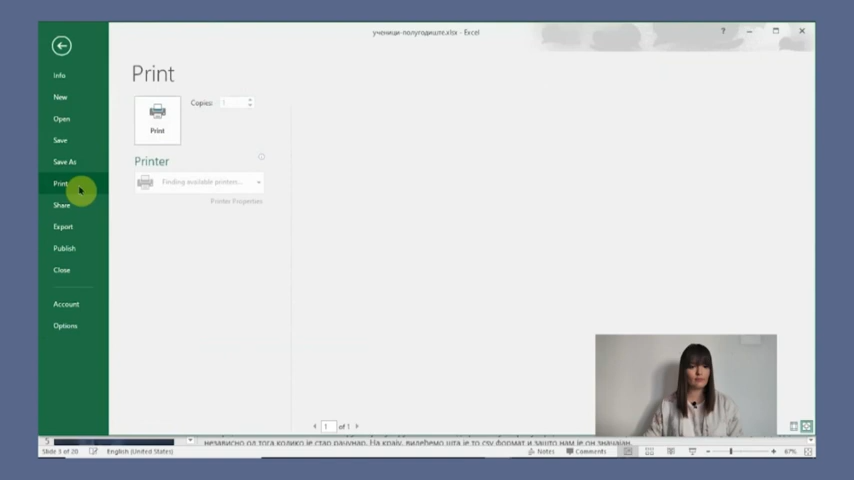 ученици-полугодиште.xlsx - Excel
?
Info
New
Open
Save
Save As
Print
Share
Export
Publish
Close
Account
Options
Print
Copies: 1
Print
Printer
Finding available printers...
Printer Properties
1 of 1
5
независно од тога колико је стар рачунар. На крају, видећемо шта је то csv формат и зашто нам је он значајан.
Slide 3 of 20
English (United States)
Notes
Comments
67%